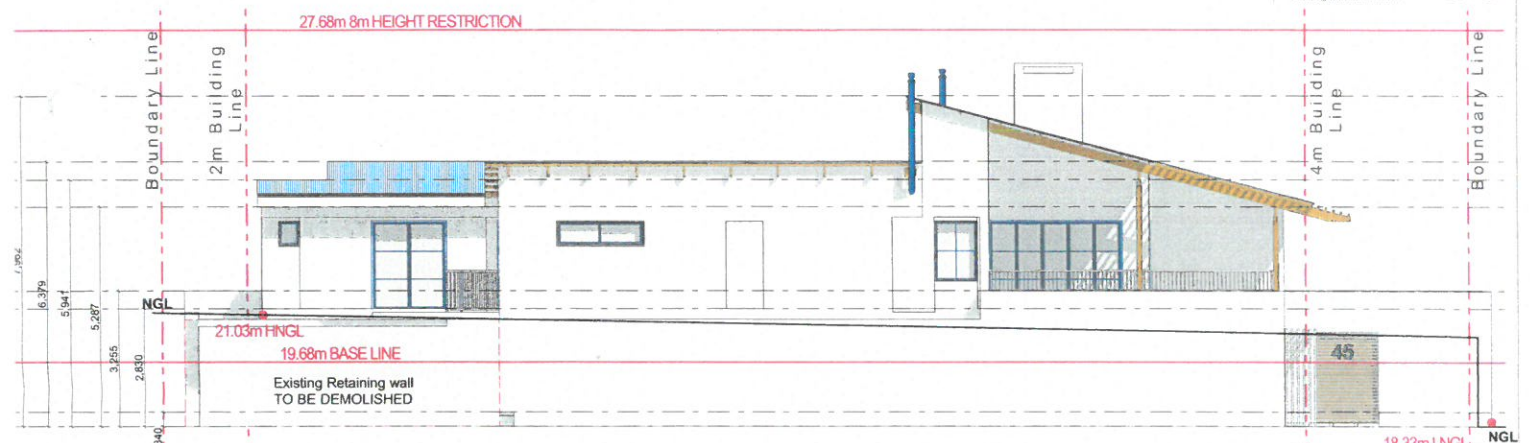 27.68m 8m HEIGHT RESTRICTION
Boundary Line
2m Building
Line
4m Building
Line
Boundary Line
6,379
5,941
5,287
3,255
2,830
NGL
21.03m HNGL
19.68m BASE LINE
Existing Retaining wall
TO BE DEMOLISHED
45
NGL